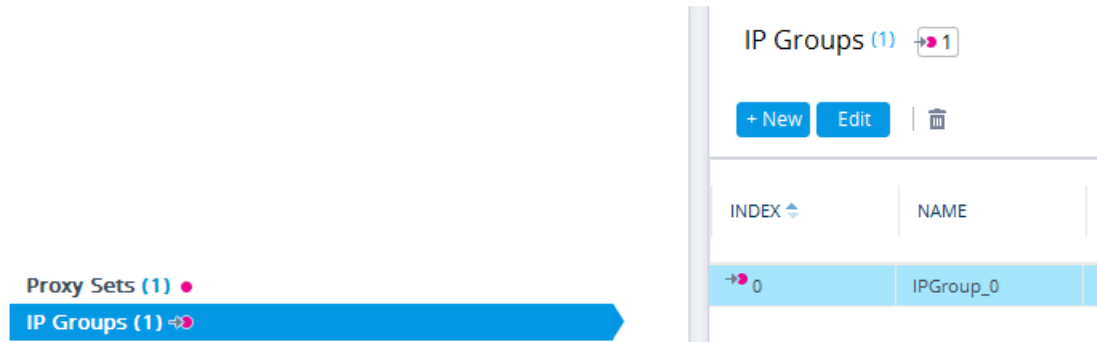 IP Groups (1) 1
+ New Edit
INDEX NAME
Proxy Sets (1)
0 IPGroup_0
IP Groups (1)